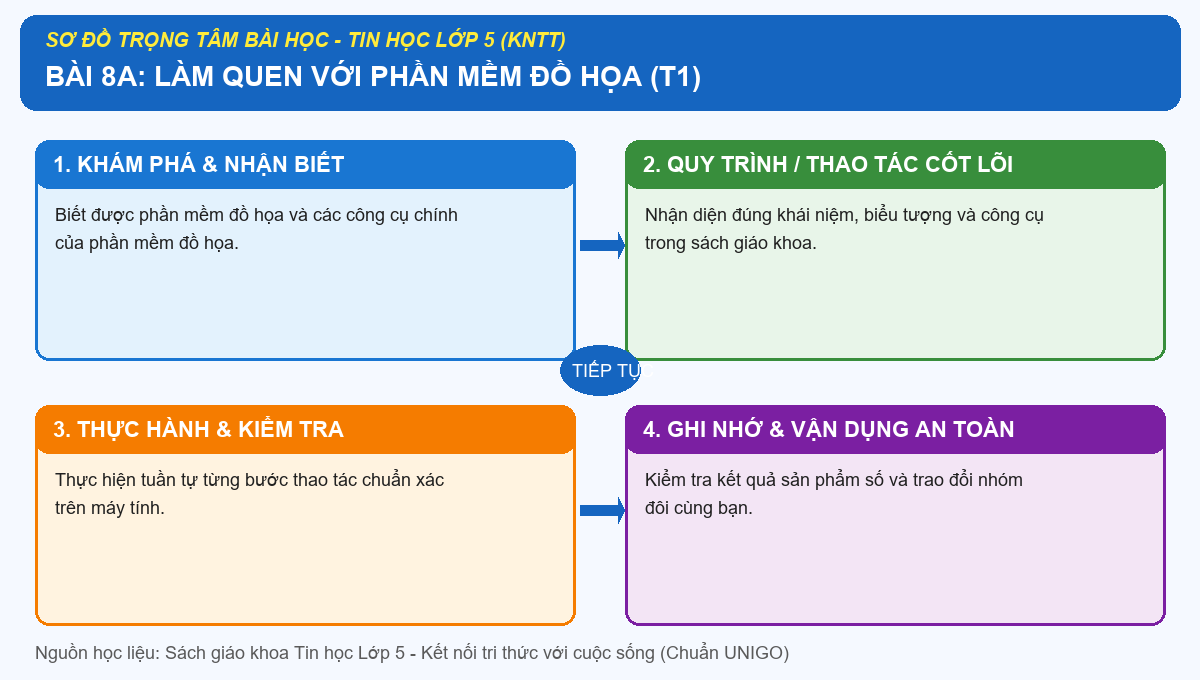 SƠ ĐỒ TRỌNG TÂM BÀI HỌC - TIN HỌC LỚP 5 (KNTT)
BÀI 8A: LÀM QUEN VỚI PHẦN MỀM ĐỒ HỌA (T1)
1. KHÁM PHÁ & NHẬN BIẾT
Biết được phần mềm đồ họa và các công cụ chính
của phần mềm đồ họa.
2. QUY TRÌNH / THAO TÁC CỐT LÕI
Nhận diện đúng khái niệm, biểu tượng và công cụ
trong sách giáo khoa.
TIẾP TỤC
3. THỰC HÀNH & KIỂM TRA
Thực hiện tuần tự từng bước thao tác chuẩn xác
trên máy tính.
4. GHI NHỚ & VẬN DỤNG AN TOÀN
Kiểm tra kết quả sản phẩm số và trao đổi nhóm
đôi cùng bạn.
Nguồn học liệu: Sách giáo khoa Tin học Lớp 5 - Kết nối tri thức với cuộc sống (Chuẩn UNIGO)